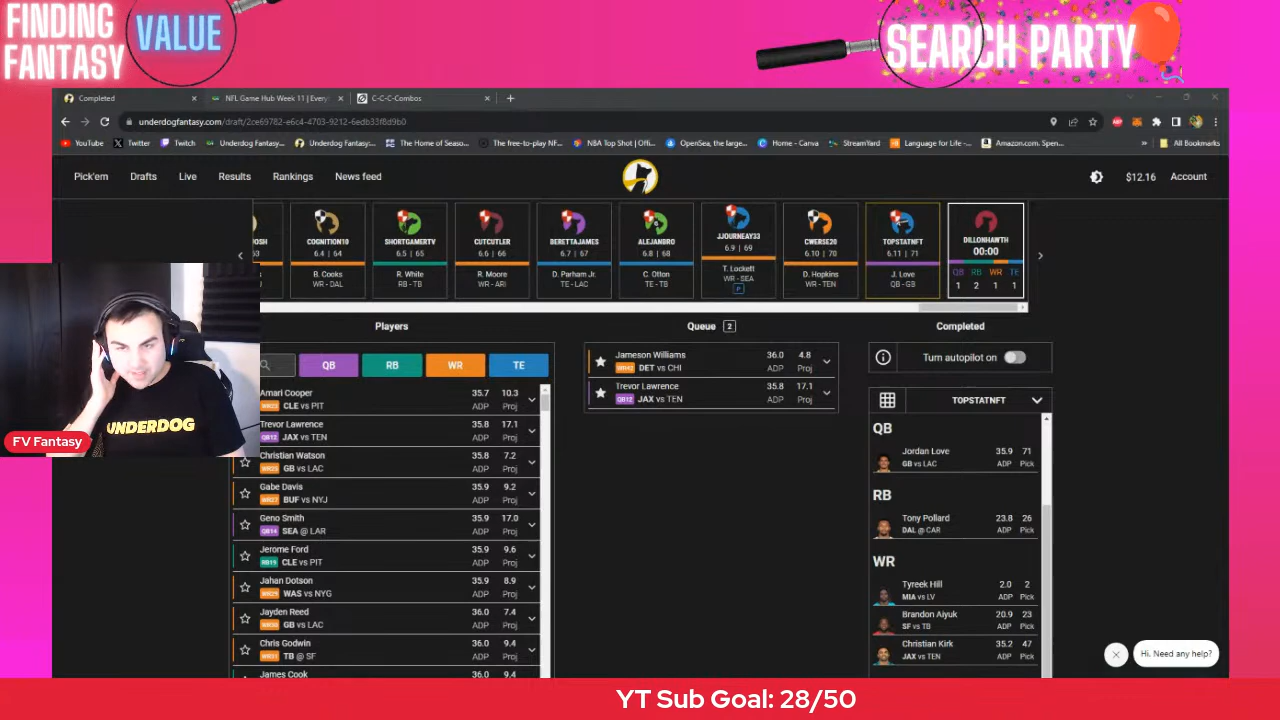 FINDING
FANTASY
VALUE
SEARCH PARTY
Completed
NFL Game Hub Week 11 | Every
C-C-C-Combos
underdogfantasy.com/draft/2ce69782-e6c4-4703-9212-6edb33f8d9b0
YouTube
Twitter
Twitch
Underdog Fantasy...
Underdog Fantasy...
The Home of Seaso...
The free-to-play NF...
NBA Top Shot | Offi...
OpenSea, the large...
Home - Canva
StreamYard
Language for Life -...
Amazon.com. Spen...
All Bookmarks
Pick'em
Drafts
Live
Results
Rankings
News feed
$12.16
Account
COGNITION10
6.4 | 64
B. Cooks
WR - DAL
SHORTGAMERTV
6.5 | 65
R. White
RB - TB
CUTCUTLER
6.6 | 66
R. Moore
WR - ARI
BERETTAJAMES
6.7 | 67
D. Parham Jr.
TE - LAC
ALEJANBRO
6.8 | 68
C. Otton
TE - TB
JJOURNEAY33
6.9 | 69
T. Lockett
WR - SEA
P
CWERSE20
6.10 | 70
D. Hopkins
WR - TEN
TOPSTATNFT
6.11 | 71
J. Love
QB - GB
DILLONHAWTH
00:00
QB RB WR TE
1 2 1 1
Players
Queue 2
Completed
QB
RB
WR
TE
Amari Cooper 35.7 10.3
CLE vs PIT ADP Proj
Trevor Lawrence 35.8 17.1
QB12 JAX vs TEN ADP Proj
Christian Watson 35.8 7.2
GB vs LAC ADP Proj
Gabe Davis 35.9 9.2
BUF vs NYJ ADP Proj
Geno Smith 35.9 17.0
QB14 SEA @ LAR ADP Proj
Jerome Ford 35.9 9.6
RB19 CLE vs PIT ADP Proj
Jahan Dotson 35.9 8.9
WAS vs NYG ADP Proj
Jayden Reed 36.0 7.4
GB vs LAC ADP Proj
Chris Godwin 36.0 9.4
TB @ SF ADP Proj
James Cook 36.0 9.4
Jameson Williams 36.0 4.8
DET vs CHI ADP Proj
Trevor Lawrence 35.8 17.1
QB12 JAX vs TEN ADP Proj
Turn autopilot on
TOPSTATNFT
QB
Jordan Love 35.9 71
GB vs LAC ADP Pick
RB
Tony Pollard 23.8 26
DAL @ CAR ADP Pick
WR
Tyreek Hill 2.0 2
MIA vs LV ADP Pick
Brandon Aiyuk 20.9 23
SF vs TB ADP Pick
Christian Kirk 35.2 47
JAX vs TEN ADP Pick
Hi. Need any help?
UNDERDOG
FV Fantasy
YT Sub Goal: 28/50